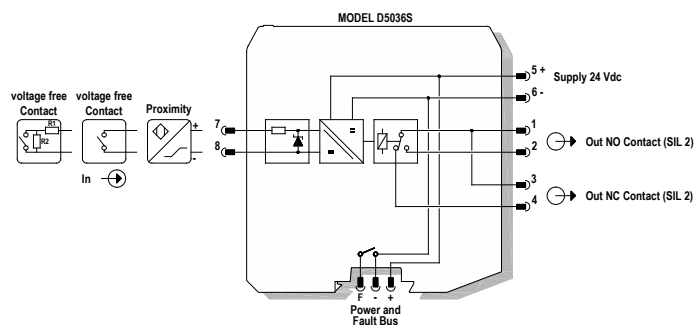 MODEL D5036S
5 +
Supply 24 Vdc
6 -
voltage free
Contact
voltage free
Contact
Proximity
R1
R2
+
-
7
8
In
=
=
1
2
Out NO Contact (SIL 2)
3
4
Out NC Contact (SIL 2)
F - +
Power and
Fault Bus